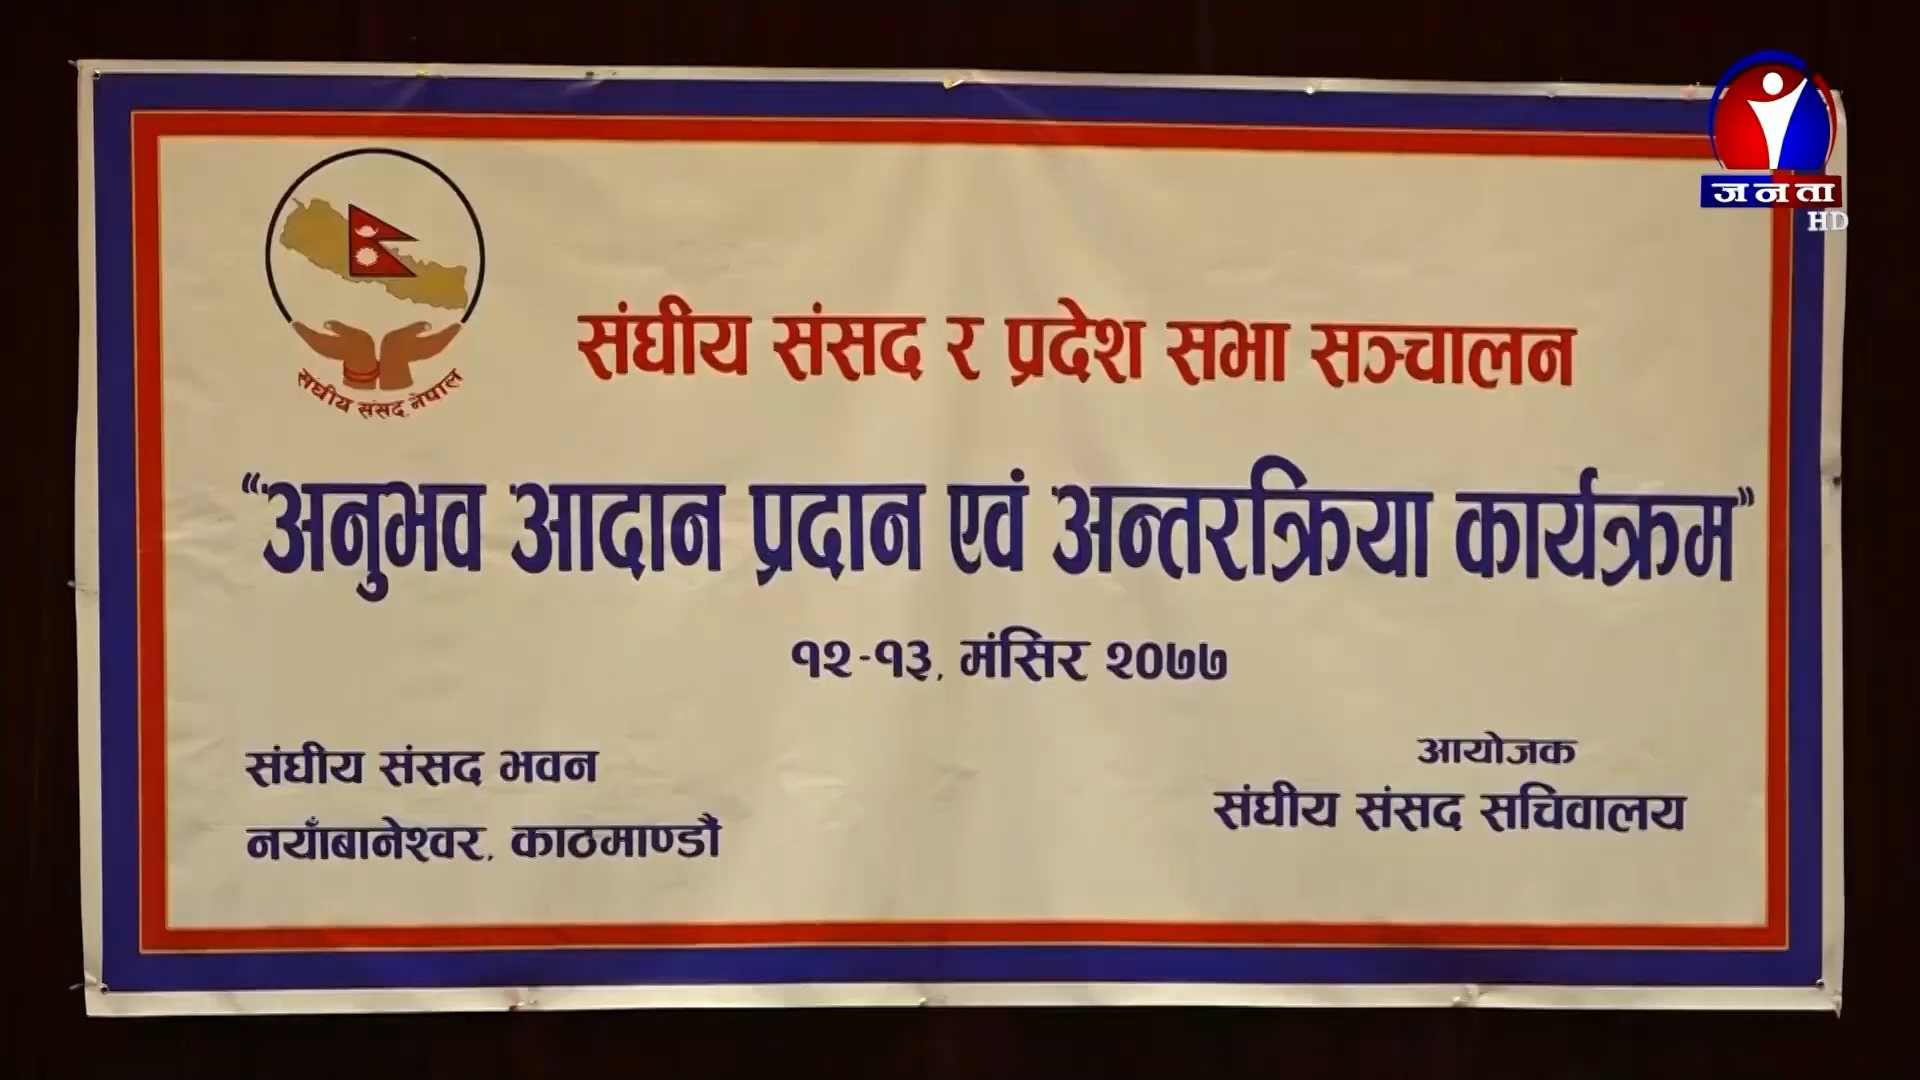 जनता
HD
संघीय संसद, नेपाल
संघीय संसद र प्रदेश सभा सञ्चालन
“अनुभव आदान प्रदान एवं अन्तरक्रिया कार्यक्रम”
१२-१३, मंसिर २०७७
संघीय संसद भवन
नयाँबानेश्वर, काठमाण्डौं
आयोजक
संघीय संसद सचिवालय